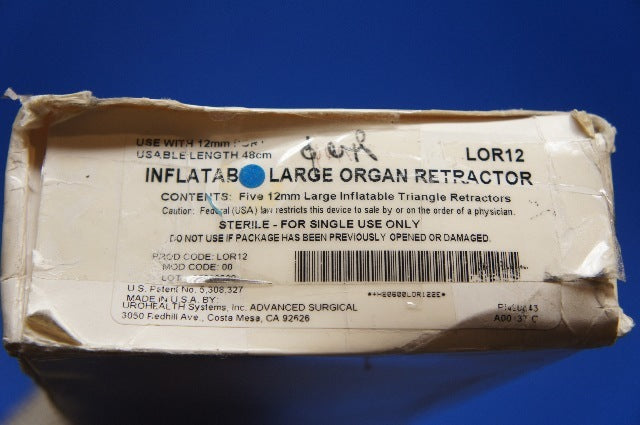 USE WITH 12mm PORT
USABLE LENGTH 48cm
LOR12
INFLATAB LARGE ORGAN RETRACTOR
CONTENTS: Five 12mm Large Inflatable Triangle Retractors
Caution: Federal (USA) law restricts this device to sale by or on the order of a physician.
STERILE - FOR SINGLE USE ONLY
DO NOT USE IF PACKAGE HAS BEEN PREVIOUSLY OPENED OR DAMAGED.
PROD CODE: LOR12
MOD CODE: 00
LOT
U.S. Patent No. 5,308,327
MADE IN U.S.A. BY:
UROHEALTH Systems, Inc. ADVANCED SURGICAL
3050 Redhill Ave., Costa Mesa, CA 92626